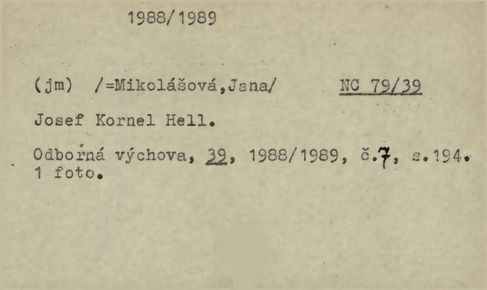 1988/1989
(jm) /=Mikolášová,Jana/ NC 79/39
Josef Kornel Hell.
Odborná výchova, 39, 1988/1989, č.7, s.194.
1 foto.